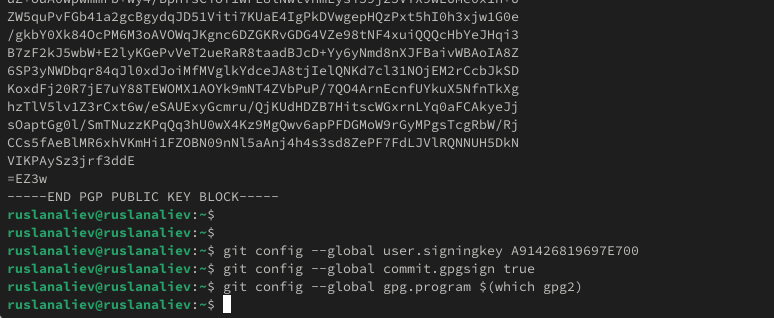 ZW5quPvFGb41a2gcBgydqJD51Viti7KUaE4IgPkDVwgepHQzPxt5hI0h3xjw1G0e
/gkbY0Xk84OcPM6M3oAVOWqJKgnc6DZGKRvGDG4VZe98tNF4xuiQQQcHbYeJHqi3
B7zF2kJ5wbW+E2lyKGePvVeT2ueRaR8taadBJcD+Yy6yNmd8nXJFBaivWBAoIA8Z
6SP3yNWDbqr84qJl0xdJoiMfMVglkYdceJA8tjIelQNKd7cl31NOjEM2rCcbJkSD
KoxdFj20R7jE7uY88TEWOMX1AOYk9mNT4ZVbPuP/7QO4ArnEcnfUYkuX5NfnTkXg
hzTlV5lv1Z3rCxt6w/eSAUExyGcmru/QjKUdHDZB7HitscWGxrnLYq0aFCAkyeJj
sOaptGg0l/SmTNuzzKPqQq3hU0wX4Kz9MgQwv6apPFDGMoW9rGyMPgsTcgRbW/Rj
CCs5fAeBlMR6xhVKmHi1FZOBN09nNl5aAnj4h4s3sd8ZePF7FdLJVlRQNNUH5DkN
VIKPAySz3jrf3ddE
=EZ3w
-----END PGP PUBLIC KEY BLOCK-----
ruslanaliev@ruslanaliev:~$
ruslanaliev@ruslanaliev:~$
ruslanaliev@ruslanaliev:~$ git config --global user.signingkey A91426819697E700
ruslanaliev@ruslanaliev:~$ git config --global commit.gpgsign true
ruslanaliev@ruslanaliev:~$ git config --global gpg.program $(which gpg2)
ruslanaliev@ruslanaliev:~$